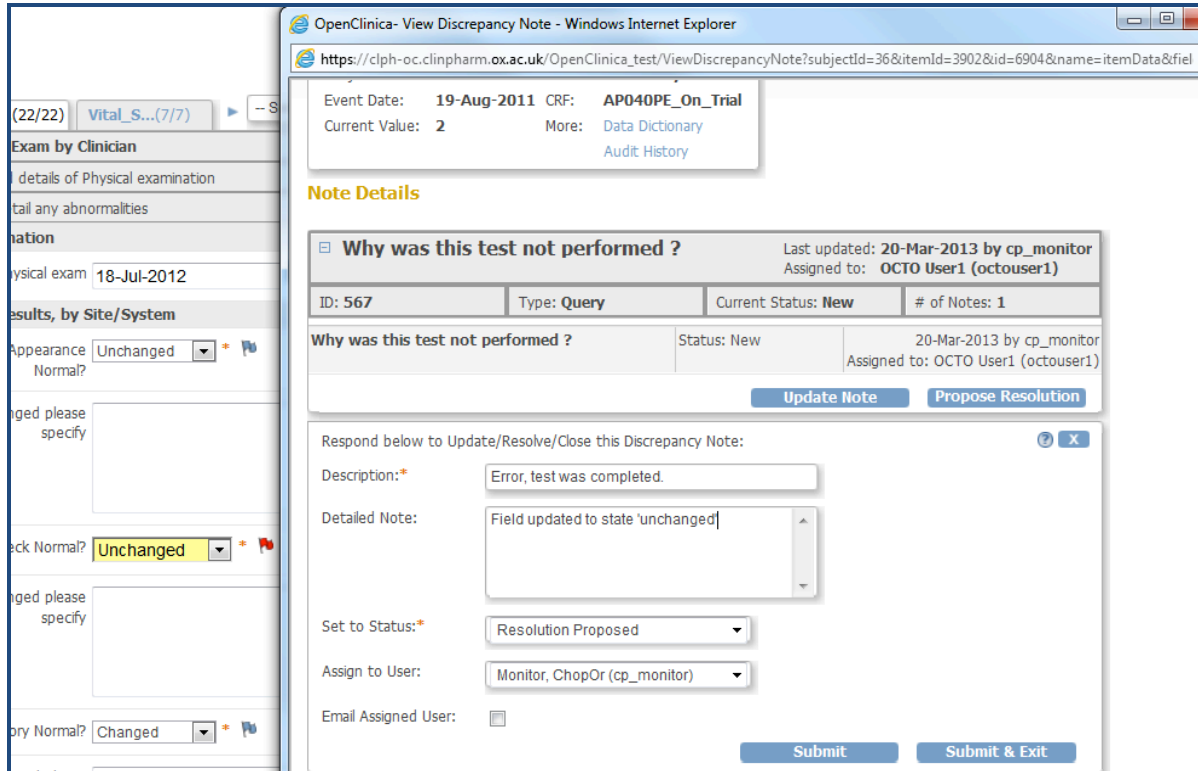 OpenClinica- View Discrepancy Note - Windows Internet Explorer
https://clph-oc.clinpharm.ox.ac.uk/OpenClinica_test/ViewDiscrepancyNote?subjectId=36&itemId=3902&id=6904&name=itemData&fiel
Event Date: 19-Aug-2011 CRF: AP040PE_On_Trial
Current Value: 2 More: Data Dictionary
Audit History
Note Details
Why was this test not performed ?
Last updated: 20-Mar-2013 by cp_monitor
Assigned to: OCTO User1 (octouser1)
ID: 567 Type: Query Current Status: New # of Notes: 1
Why was this test not performed ? Status: New 20-Mar-2013 by cp_monitor
Assigned to: OCTO User1 (octouser1)
Update Note Propose Resolution
Respond below to Update/Resolve/Close this Discrepancy Note: ? X
Description:* Error, test was completed.
Detailed Note: Field updated to state 'unchanged'
Set to Status:* Resolution Proposed
Assign to User: Monitor, ChopOr (cp_monitor)
Email Assigned User:
Submit Submit & Exit
(22/22) Vital_S...(7/7) -- S
Exam by Clinician
details of Physical examination
tail any abnormalities
nation
ysical exam 18-Jul-2012
esults, by Site/System
Appearance Unchanged *
Normal?
nged please
specify
eck Normal? Unchanged *
nged please
specify
ory Normal? Changed *